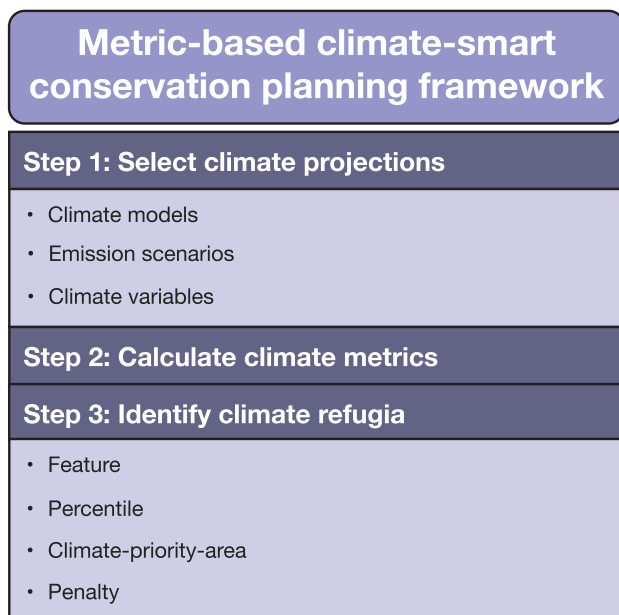 Metric-based climate-smart
conservation planning framework
Step 1: Select climate projections
• Climate models
• Emission scenarios
• Climate variables
Step 2: Calculate climate metrics
Step 3: Identify climate refugia
• Feature
• Percentile
• Climate-priority-area
• Penalty